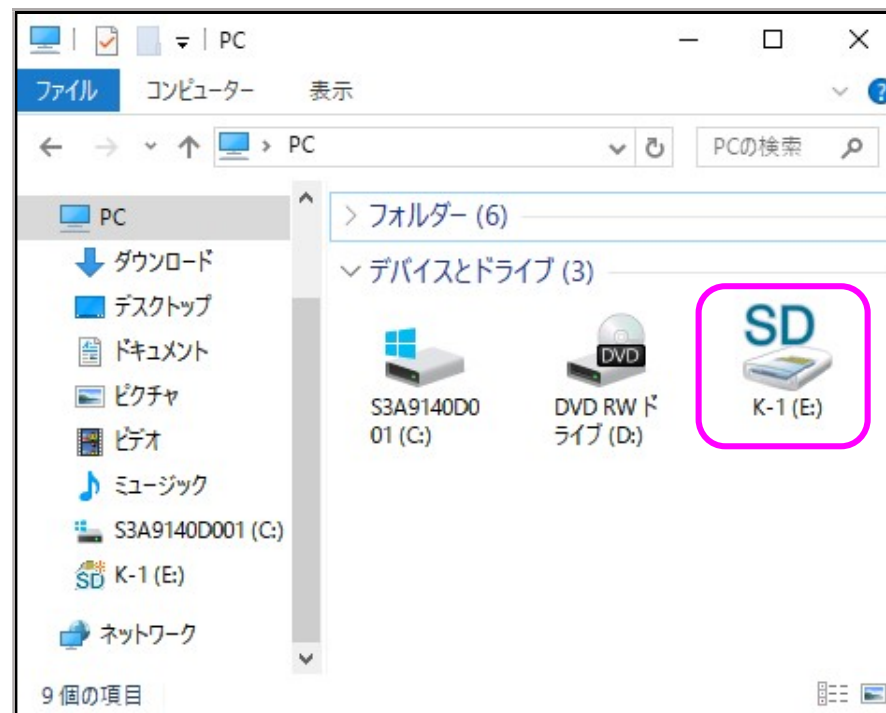 PC
ファイル コンピューター 表示
PC PCの検索
PC
ダウンロード
デスクトップ
ドキュメント
ピクチャ
ビデオ
ミュージック
S3A9140D001 (C:)
K-1 (E:)
ネットワーク
フォルダー (6)
デバイスとドライブ (3)
S3A9140D0
01 (C:)
DVD
DVD RW ド
ライブ (D:)
SD
K-1 (E:)
SD
9 個の項目
?